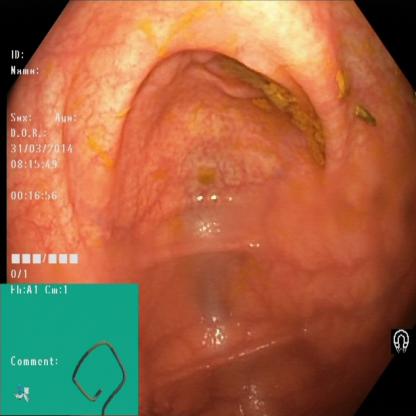 ID:
Name:
Sex: Age:
D.O.B.:
31/03/2014
08:15:49
00:16:56
■■■/■■■
0/1
Eh:A1 Cm:1
Comment: